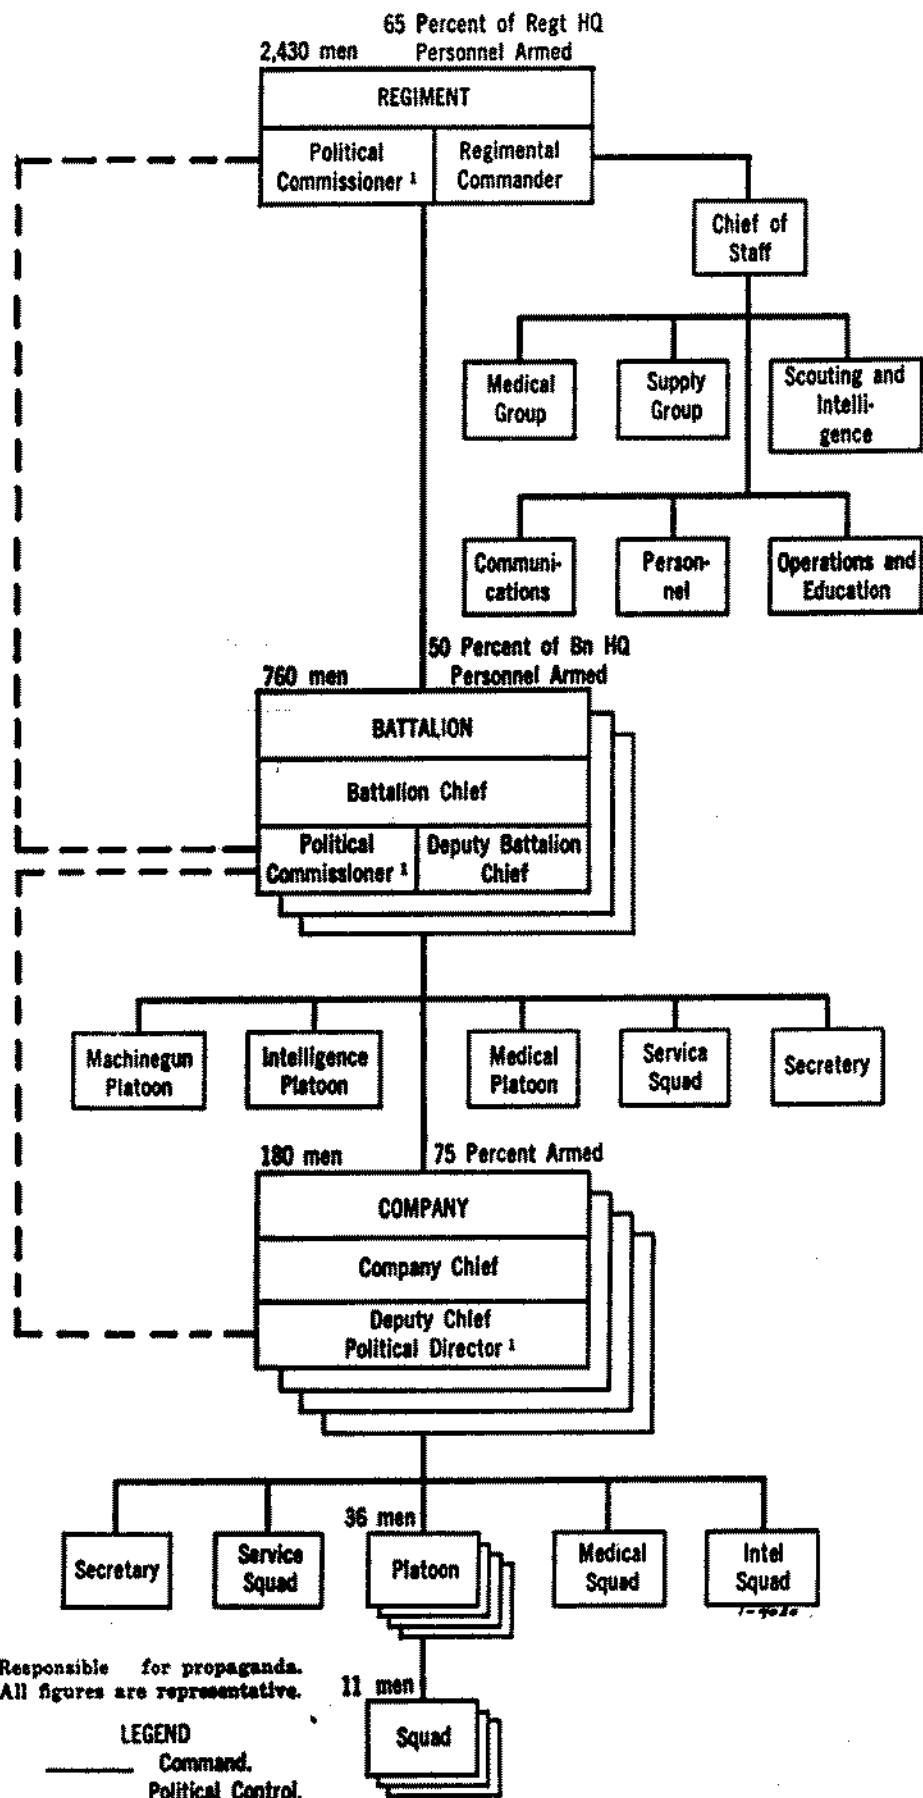 65 Percent of Regt HQ
2,430 men
Personnel Armed
REGIMENT
Political
Commissioner ¹
Regimental
Commander
Chief of
Staff
Medical
Group
Supply
Group
Scouting and
Intelli-
gence
Communi-
cations
Person-
nel
Operations and
Education
50 Percent of Bn HQ
760 men
Personnel Armed
BATTALION
Battalion Chief
Political
Commissioner ¹
Deputy Battalion
Chief
Machinegun
Platoon
Intelligence
Platoon
Medical
Platoon
Service
Squad
Secretery
180 men
75 Percent Armed
COMPANY
Company Chief
Deputy Chief
Political Director ¹
36 men
Secretary
Service
Squad
Platoon
Medical
Squad
Intel
Squad
Responsible for propaganda.
All figures are representative.
11 men
Squad
LEGEND
Command.
Political Control.